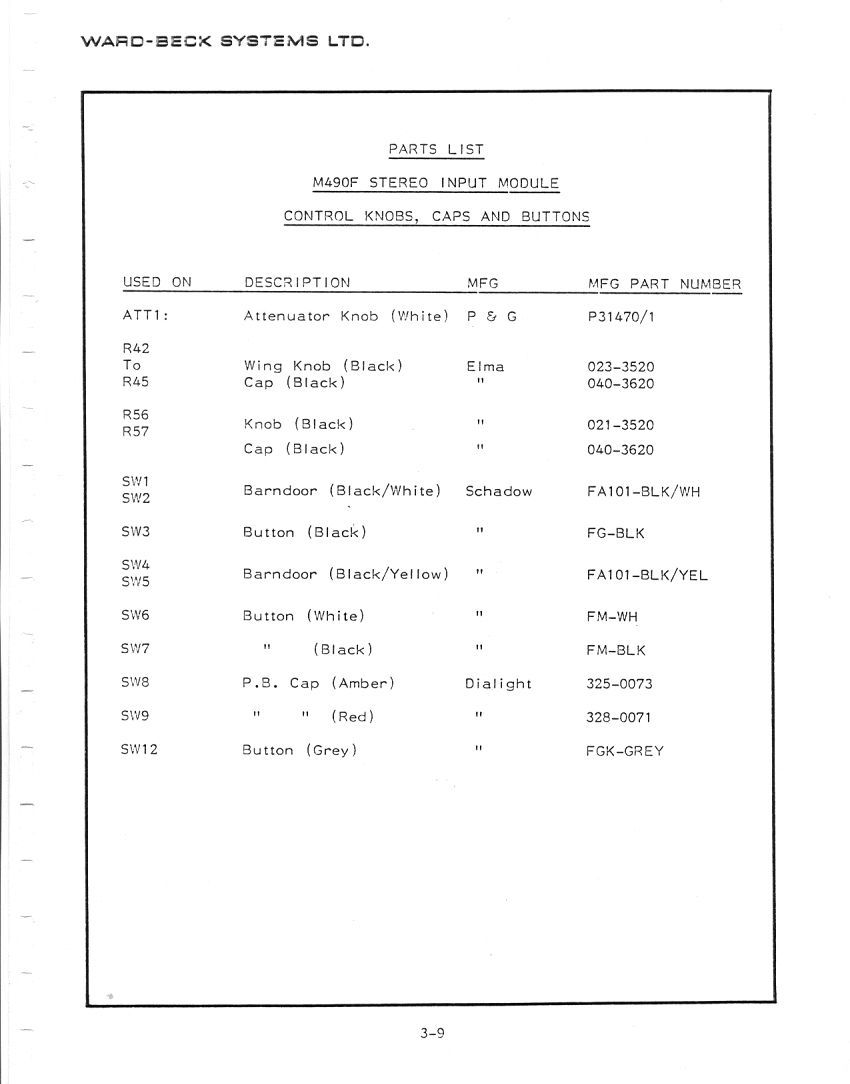 WARD-BECK SYSTEMS LTD.
PARTS LIST
M490F STEREO INPUT MODULE
CONTROL KNOBS, CAPS AND BUTTONS
USED ON DESCRIPTION MFG MFG PART NUMBER
ATT1: Attenuator Knob (White) P & G P31470/1
R42
To Wing Knob (Black) Elma 023-3520
R45 Cap (Black) " 040-3620
R56
R57 Knob (Black) " 021-3520
Cap (Black) " 040-3620
SW1
SW2 Barndoor (Black/White) Schadow FA101-BLK/WH
SW3 Button (Black) " FG-BLK
SW4
SW5 Barndoor (Black/Yellow) " FA101-BLK/YEL
SW6 Button (White) " FM-WH
SW7 " (Black) " FM-BLK
SW8 P.B. Cap (Amber) Dialight 325-0073
SW9 " " (Red) " 328-0071
SW12 Button (Grey) " FGK-GREY
3-9